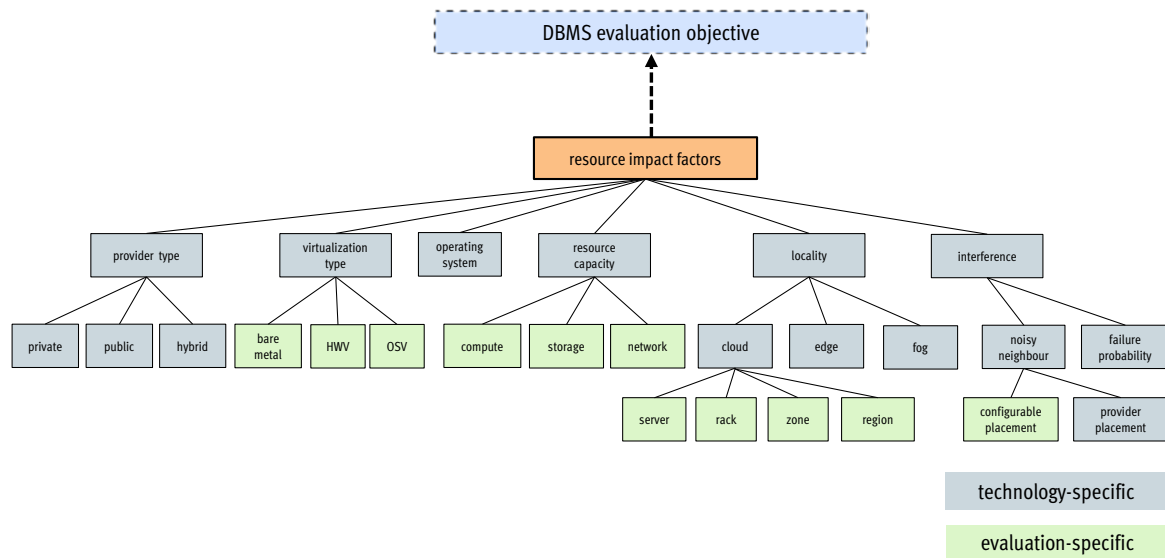 DBMS evaluation objective
resource impact factors
provider type
virtualization
type
operating
system
resource
capacity
locality
interference
private
public
hybrid
bare
metal
HWV
OSV
compute
storage
network
cloud
edge
fog
noisy
neighbour
failure
probability
server
rack
zone
region
configurable
placement
provider
placement
technology-specific
evaluation-specific